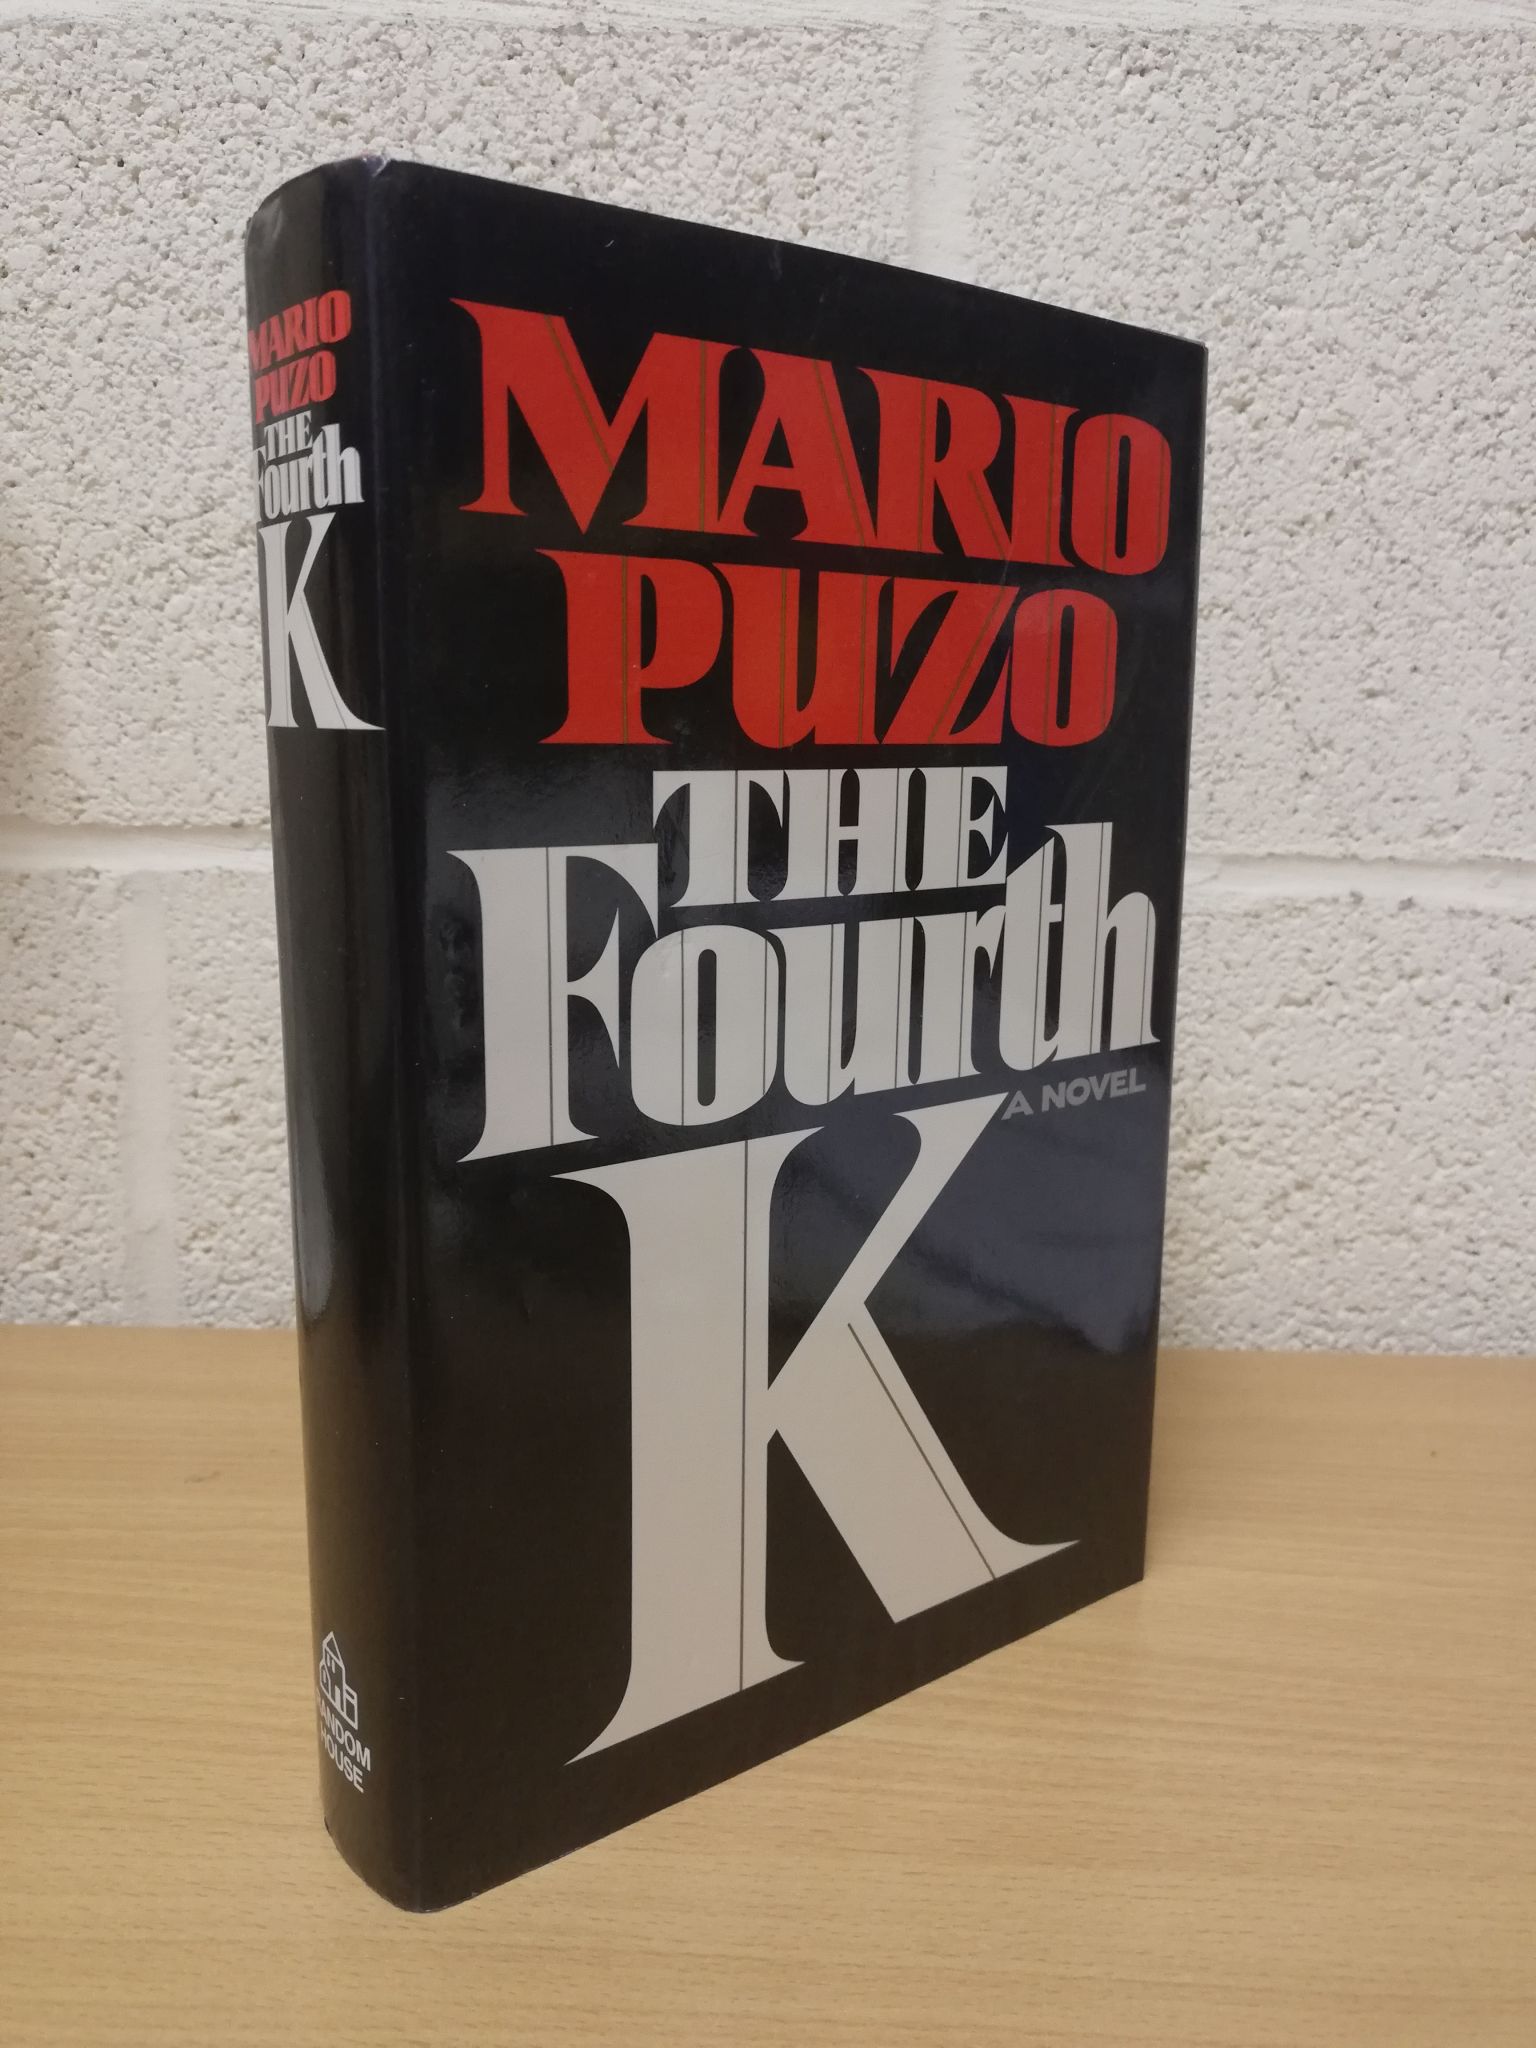 MARIO
PUZO
THE
Fourth
K
RANDOM
HOUSE
MARIO
PUZO
THE
Fourth
A NOVEL
K